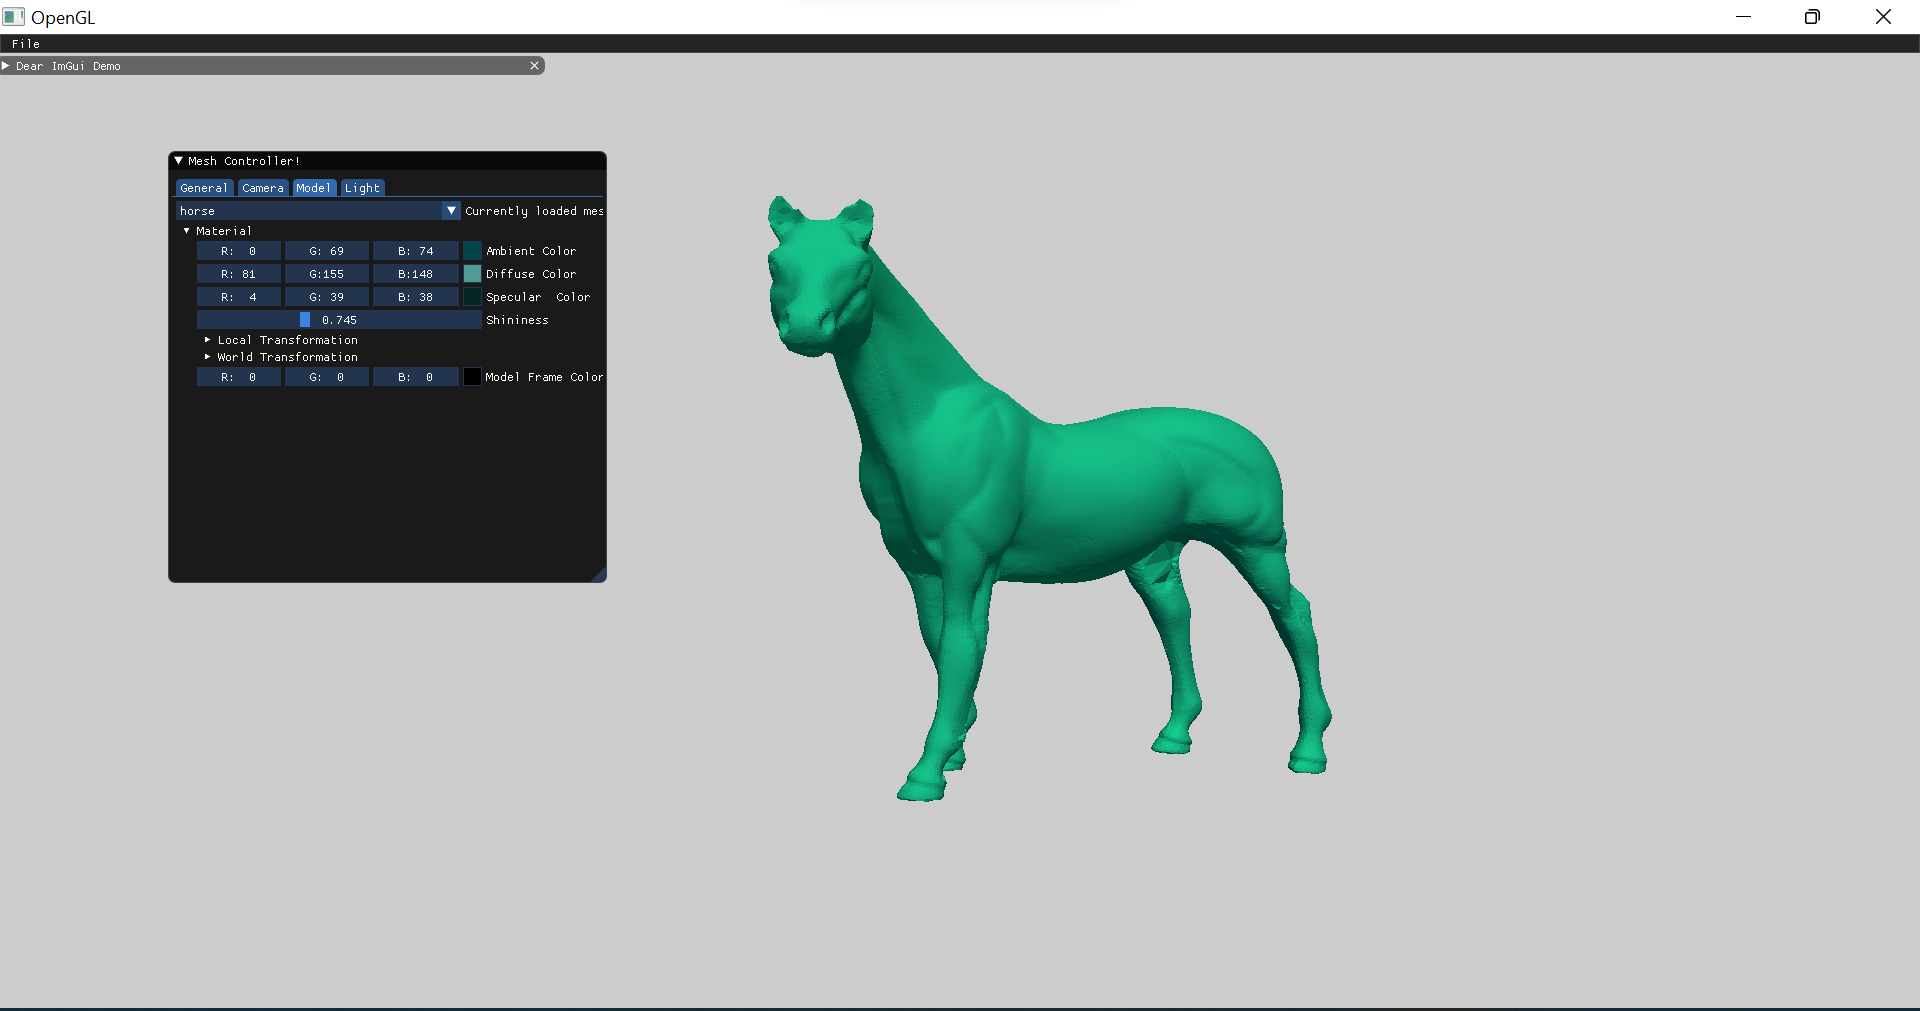 OpenGL
File
Dear ImGui Demo
Mesh Controller!
General Camera Model Light
horse Currently loaded mes
Material
R: 0 G: 69 B: 74 Ambient Color
R: 81 G:155 B:148 Diffuse Color
R: 4 G: 39 B: 38 Specular Color
0.745 Shininess
Local Transformation
World Transformation
R: 0 G: 0 B: 0 Model Frame Color